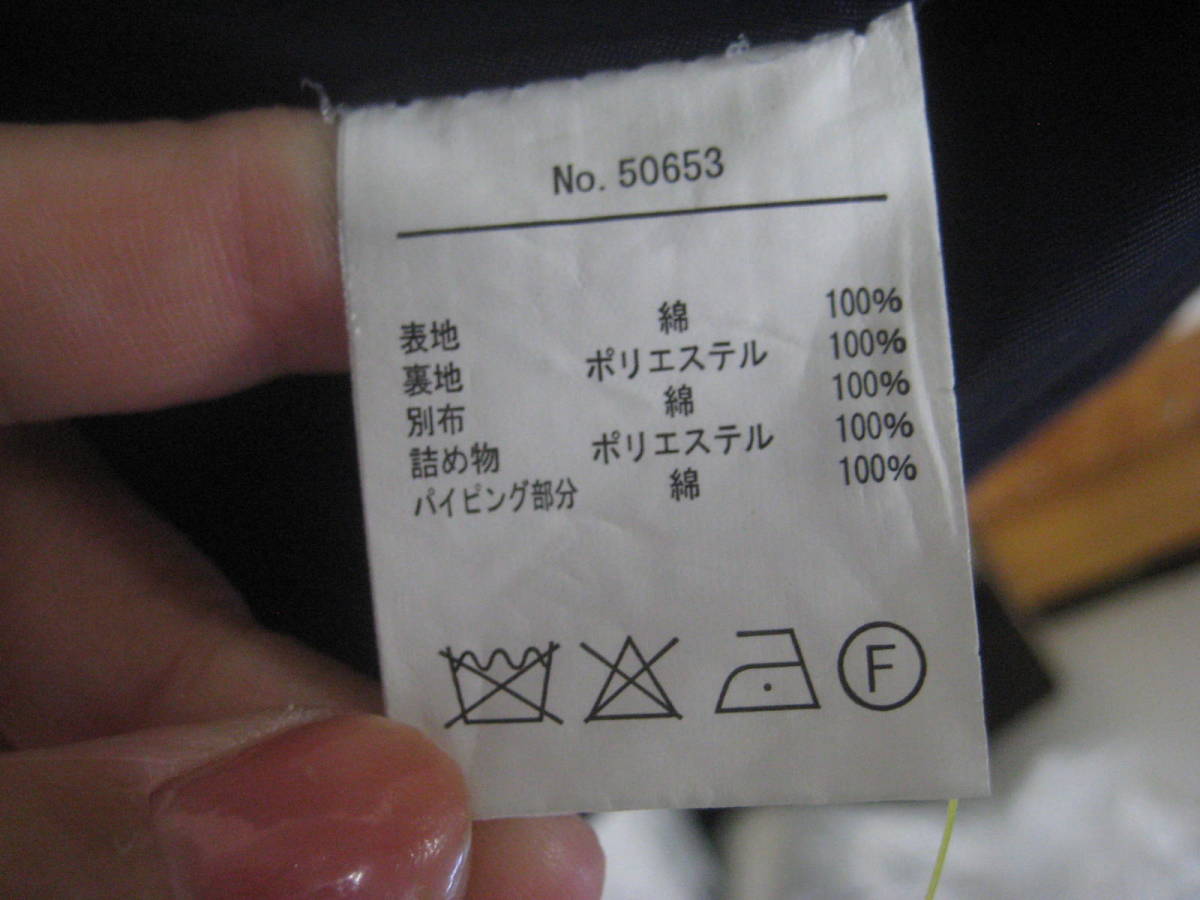 No. 50653
表地 綿 100%
裏地 ポリエステル 100%
別布 綿 100%
詰め物 ポリエステル 100%
パイピング部分 綿 100%
F